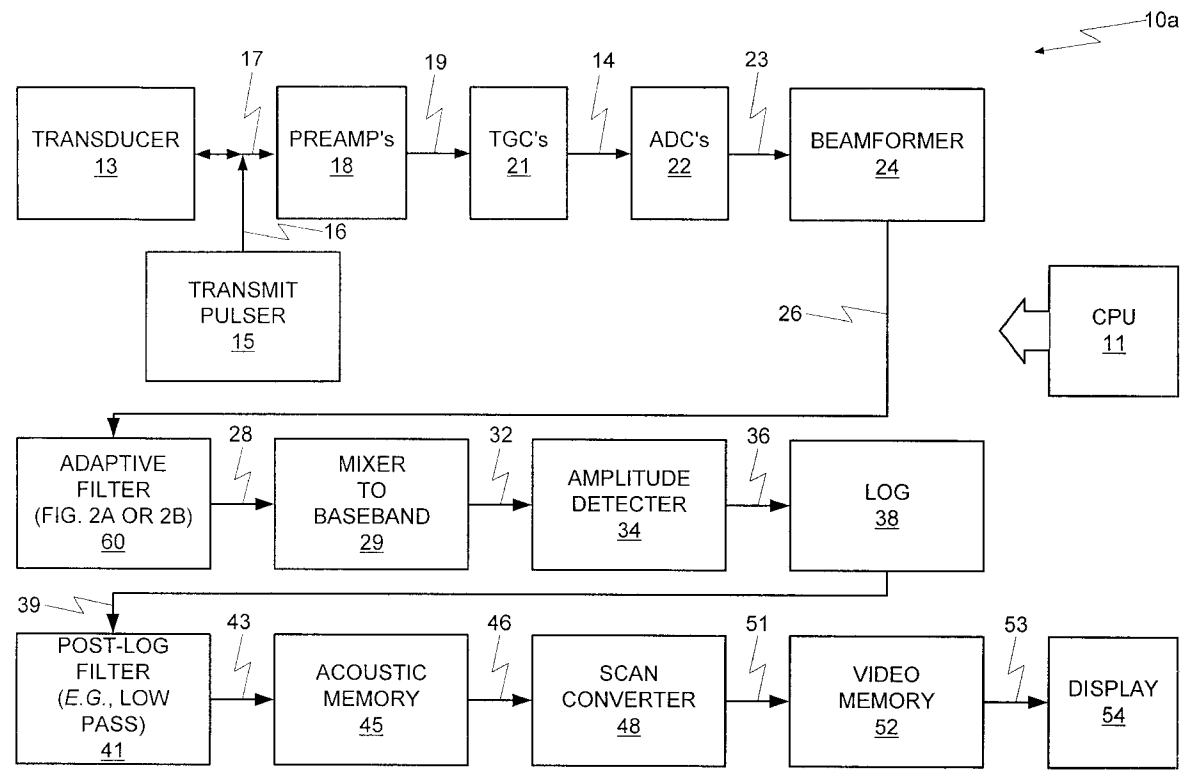 10a
17
19
14
23
TRANSDUCER
13
PREAMP's
18
TGC's
21
ADC's
22
BEAMFORMER
24
16
TRANSMIT
PULSER
15
26
CPU
11
ADAPTIVE
FILTER
(FIG. 2A OR 2B)
60
28
MIXER
TO
BASEBAND
29
32
AMPLITUDE
DETECTER
34
36
LOG
38
39
POST-LOG
FILTER
(E.G., LOW
PASS)
41
43
ACOUSTIC
MEMORY
45
46
SCAN
CONVERTER
48
51
VIDEO
MEMORY
52
53
DISPLAY
54